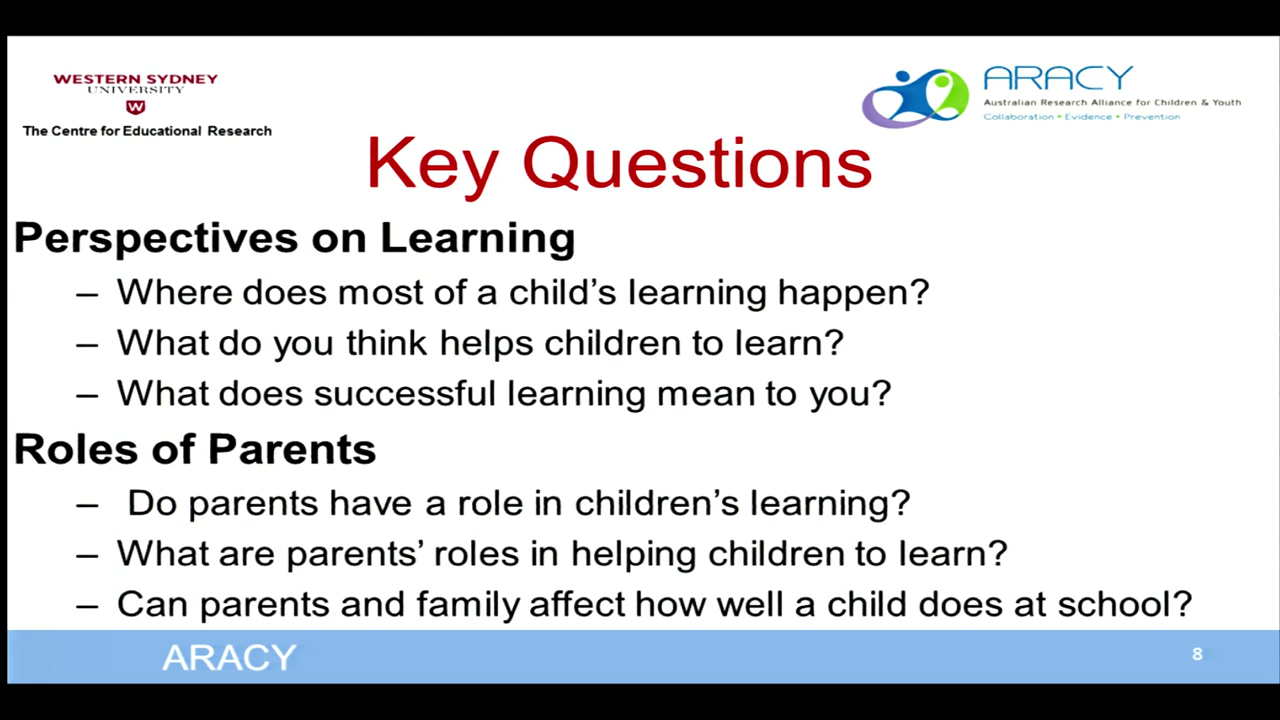 WESTERN SYDNEY
UNIVERSITY
W
The Centre for Educational Research
ARACY
Australian Research Alliance for Children & Youth
Collaboration • Evidence • Prevention
Key Questions
Perspectives on Learning
– Where does most of a child's learning happen?
– What do you think helps children to learn?
– What does successful learning mean to you?
Roles of Parents
– Do parents have a role in children's learning?
– What are parents' roles in helping children to learn?
– Can parents and family affect how well a child does at school?
ARACY
8